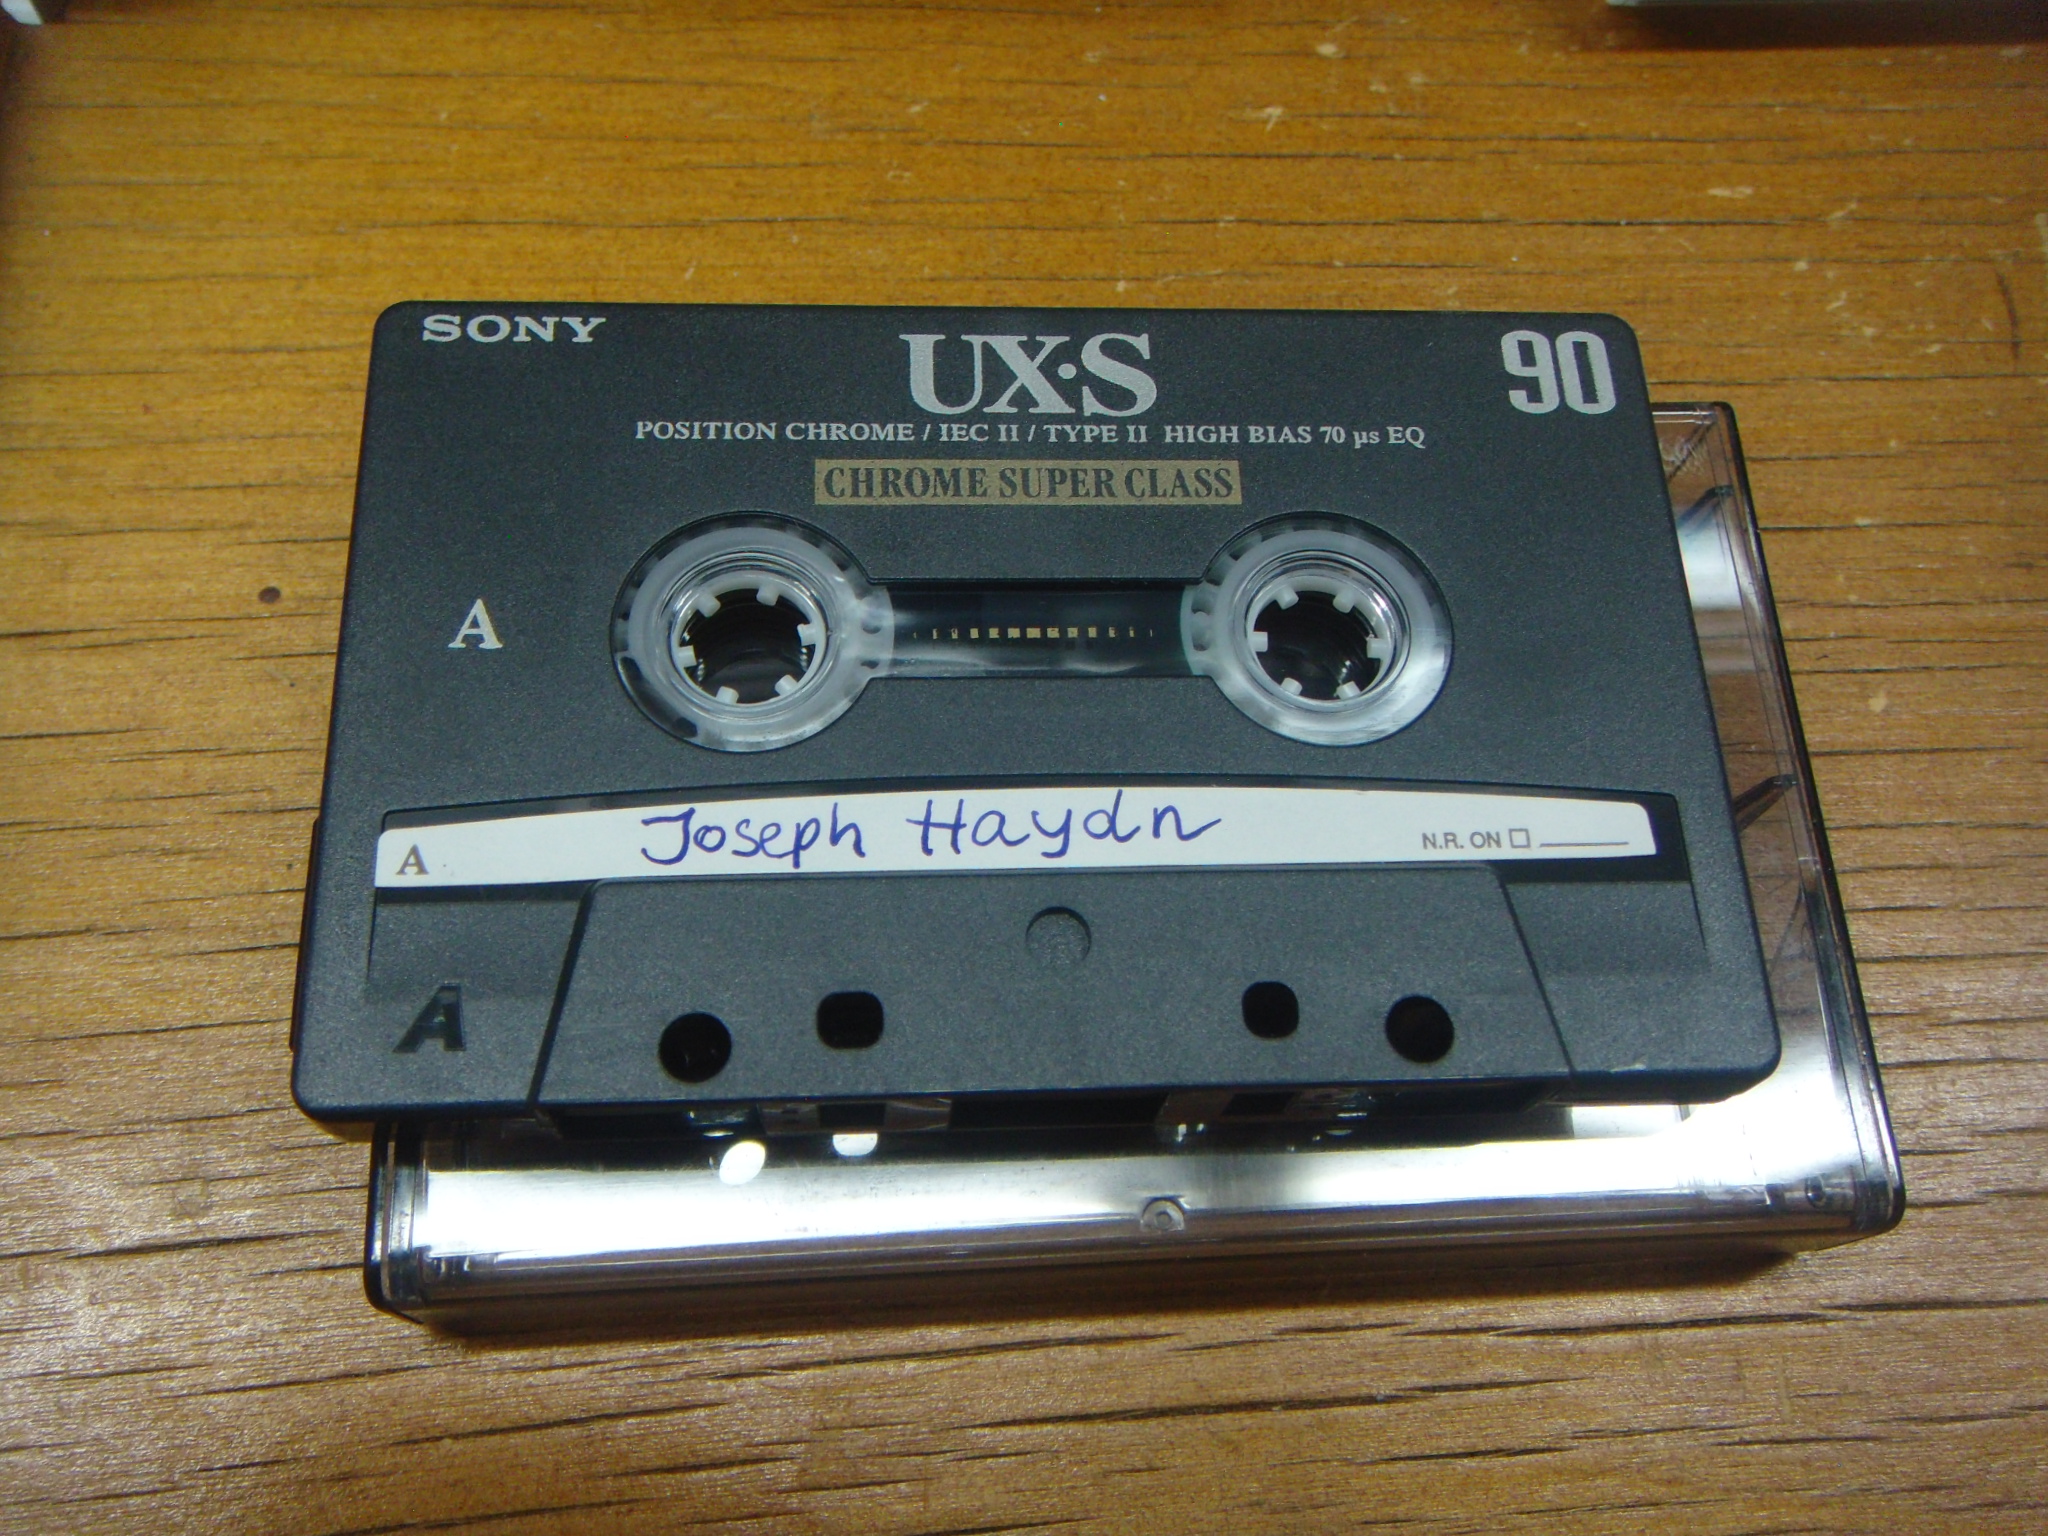 SONY
UX·S
90
POSITION CHROME / IEC II / TYPE II HIGH BIAS 70 µs EQ
CHROME SUPER CLASS
A
Joseph Haydn
A
N.R. ON
A